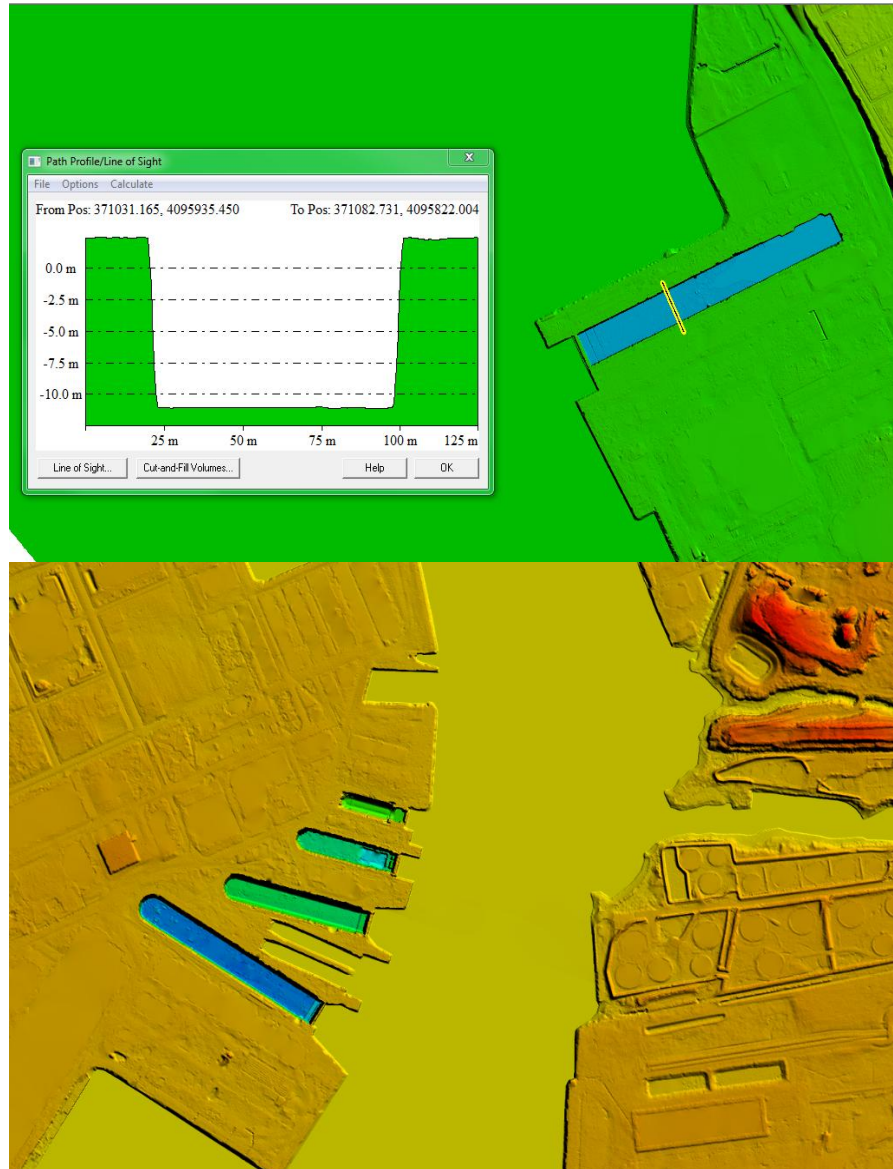 Path Profile/Line of Sight
File Options Calculate
From Pos: 371031.165, 4095935.450 To Pos: 371082.731, 4095822.004
0.0 m
-2.5 m
-5.0 m
-7.5 m
-10.0 m
25 m 50 m 75 m 100 m 125 m
Line of Sight... Cut-and-Fill Volumes... Help OK